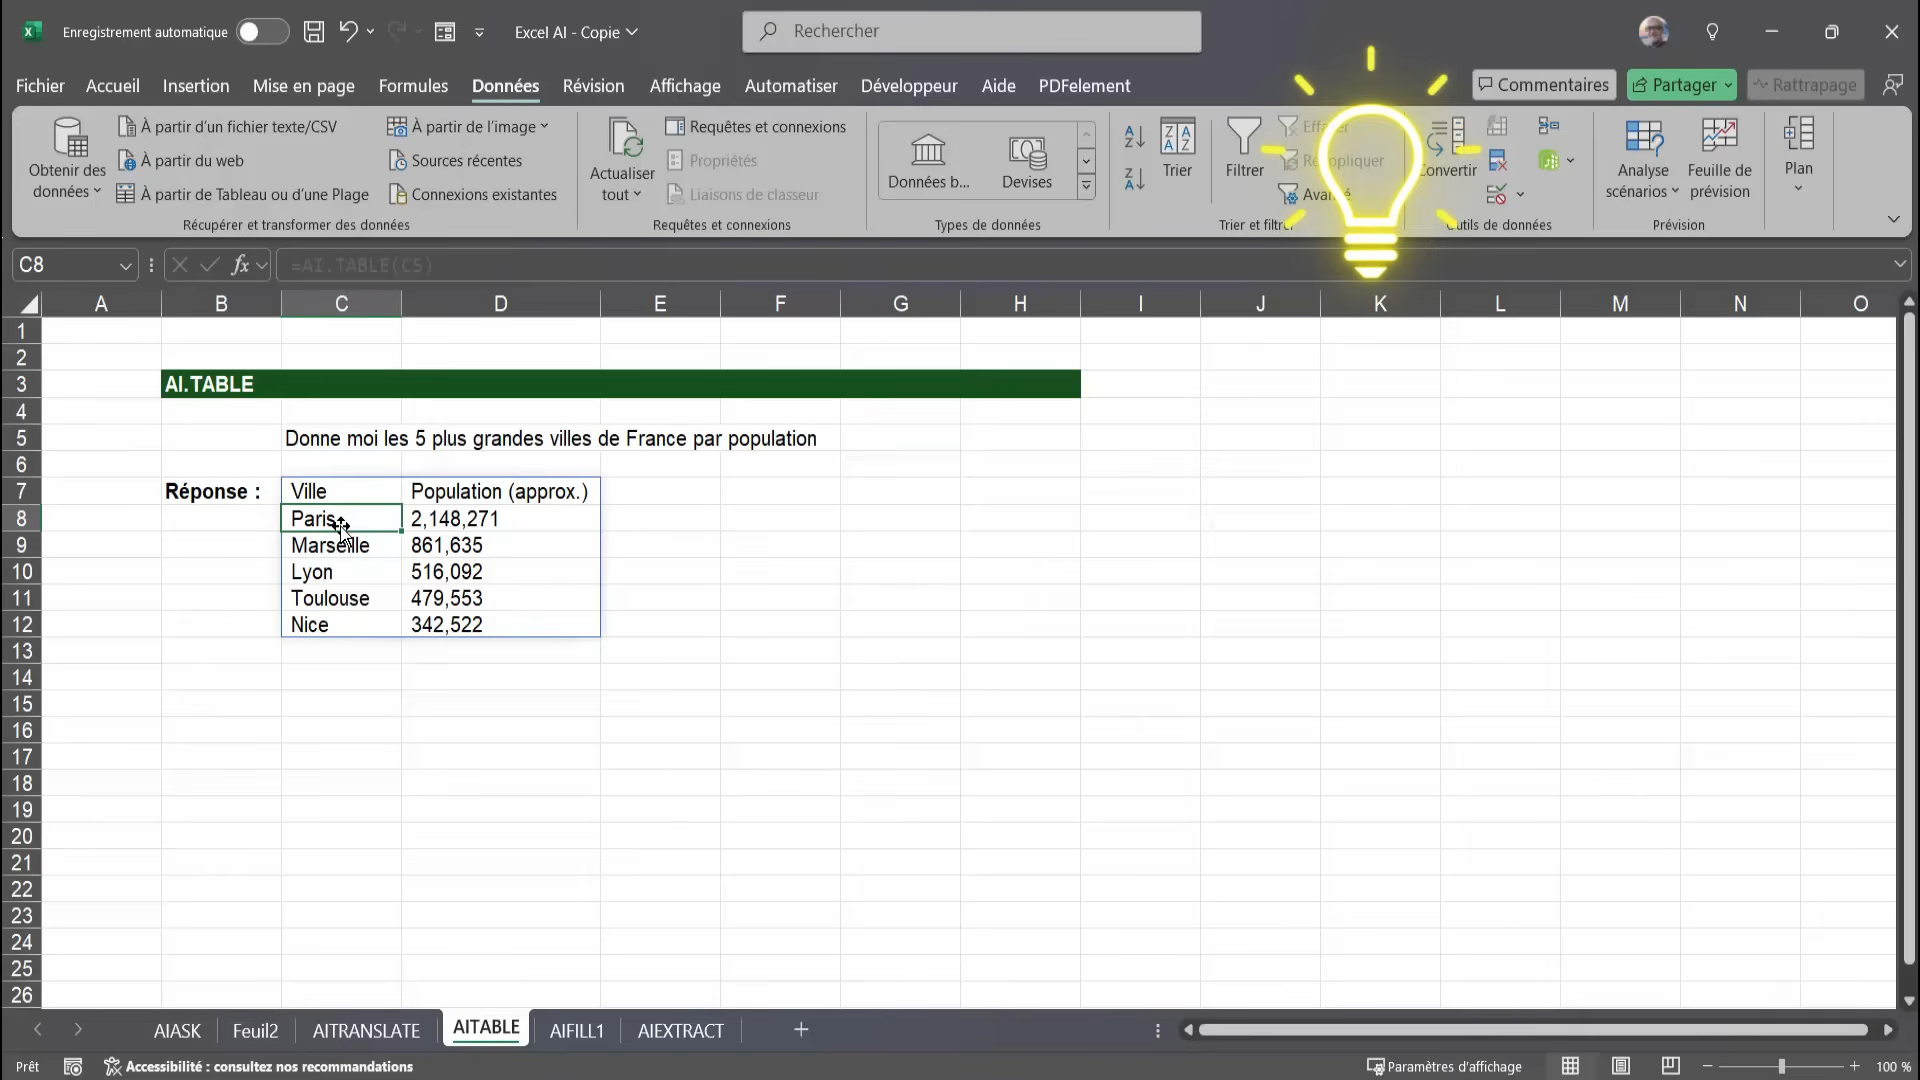 Enregistrement automatique
Excel AI - Copie
Rechercher
Fichier Accueil Insertion Mise en page Formules Données Révision Affichage Automatiser Développeur Aide PDFelement
Commentaires Partager Rattrapage
Obtenir des données
À partir d'un fichier texte/CSV
À partir du web
À partir de Tableau ou d'une Plage
À partir de l'image
Sources récentes
Connexions existantes
Récupérer et transformer des données
Actualiser tout
Requêtes et connexions
Propriétés
Liaisons de classeur
Requêtes et connexions
Données b...
Devises
Types de données
Trier
Filtrer
Trier et filtrer
Outils de données
Analyse scénarios
Feuille de prévision
Prévision
Plan
C8
fx
=AI.TABLE(C5)
A B C D E F G H I J K L M N O
1
2
3 AI.TABLE
4
5 Donne moi les 5 plus grandes villes de France par population
6
7 Réponse : Ville Population (approx.)
8 Paris 2,148,271
9 Marseille 861,635
10 Lyon 516,092
11 Toulouse 479,553
12 Nice 342,522
13
14
15
16
17
18
19
20
21
22
23
24
25
26
AIASK Feuil2 AITRANSLATE AITABLE AIFILL1 AIEXTRACT
Prêt
Accessibilité : consultez nos recommandations
Paramètres d'affichage
100 %